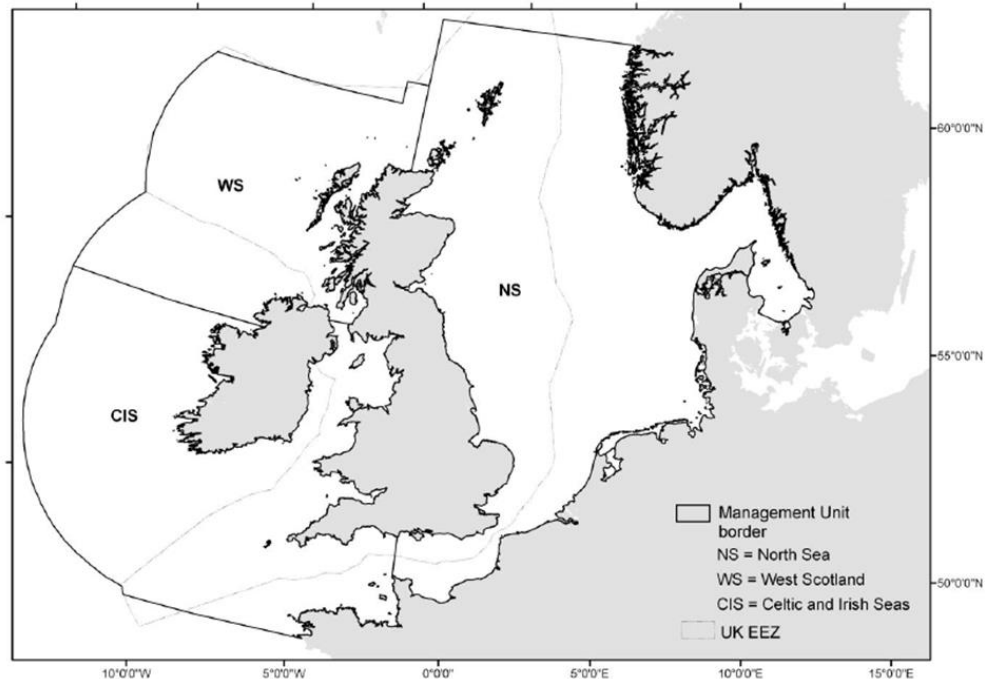 60°0'0"N
WS
NS
55°0'0"N
CIS
Management Unit
border
NS = North Sea
WS = West Scotland
CIS = Celtic and Irish Seas
UK EEZ
50°0'0"N
10°0'0"W 5°0'0"W 0°0'0" 5°0'0"E 10°0'0"E 15°0'0"E